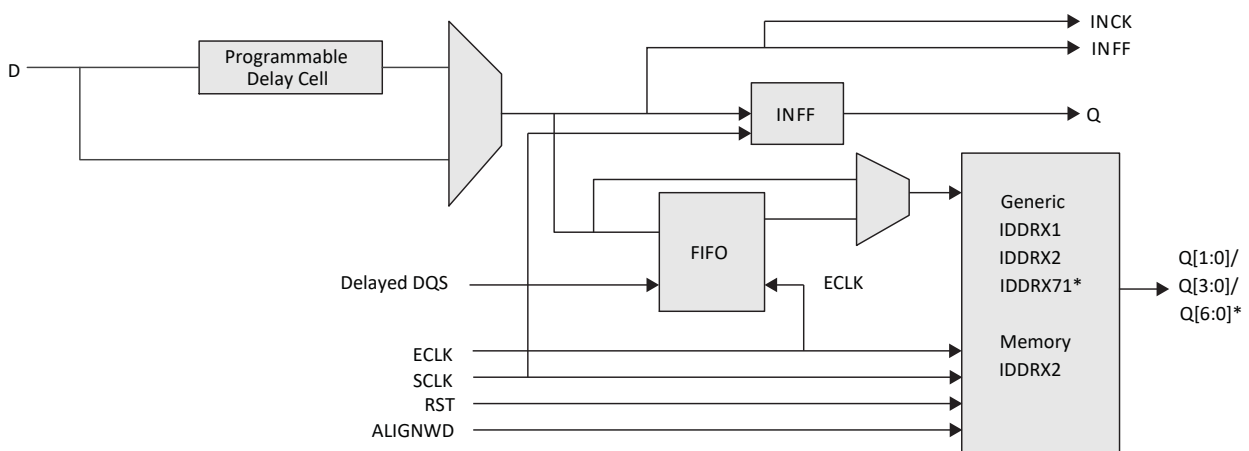 INCK
INFF
D
Programmable
Delay Cell
INFF
Q
FIFO
Delayed DQS
ECLK
ECLK
SCLK
RST
ALIGNWD
Generic
IDDRX1
IDDRX2
IDDRX71*
Memory
IDDRX2
Q[1:0]/
Q[3:0]/
Q[6:0]*